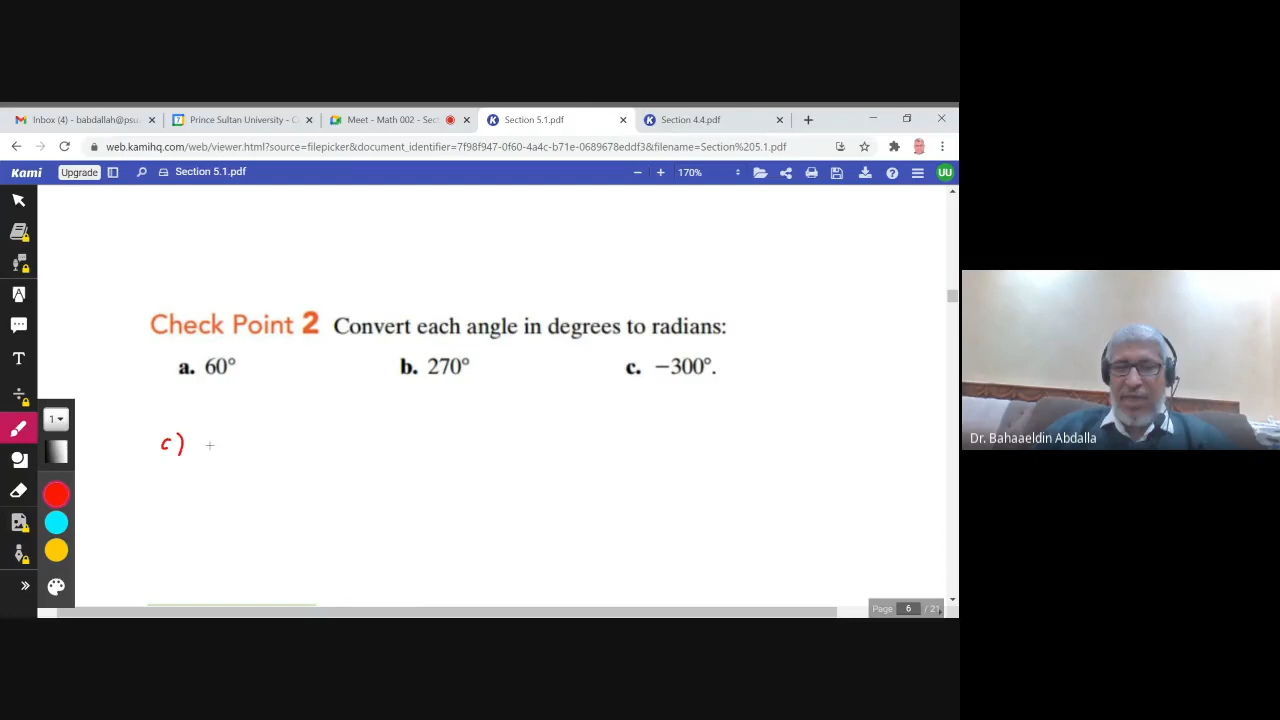 Inbox (4) - babdallah@psu
Prince Sultan University - C
Meet - Math 002 - Sec
Section 5.1.pdf
Section 4.4.pdf
web.kamihq.com/web/viewer.html?source=filepicker&document_identifier=7f98f947-0f60-4a4c-b71e-0689678eddf3&filename=Section%205.1.pdf
Kami
Upgrade
Section 5.1.pdf
170%
UU
Check Point 2 Convert each angle in degrees to radians:
a. 60° b. 270° c. −300°.
1
c)
Dr. Bahaaeldin Abdalla
Page 6 / 21